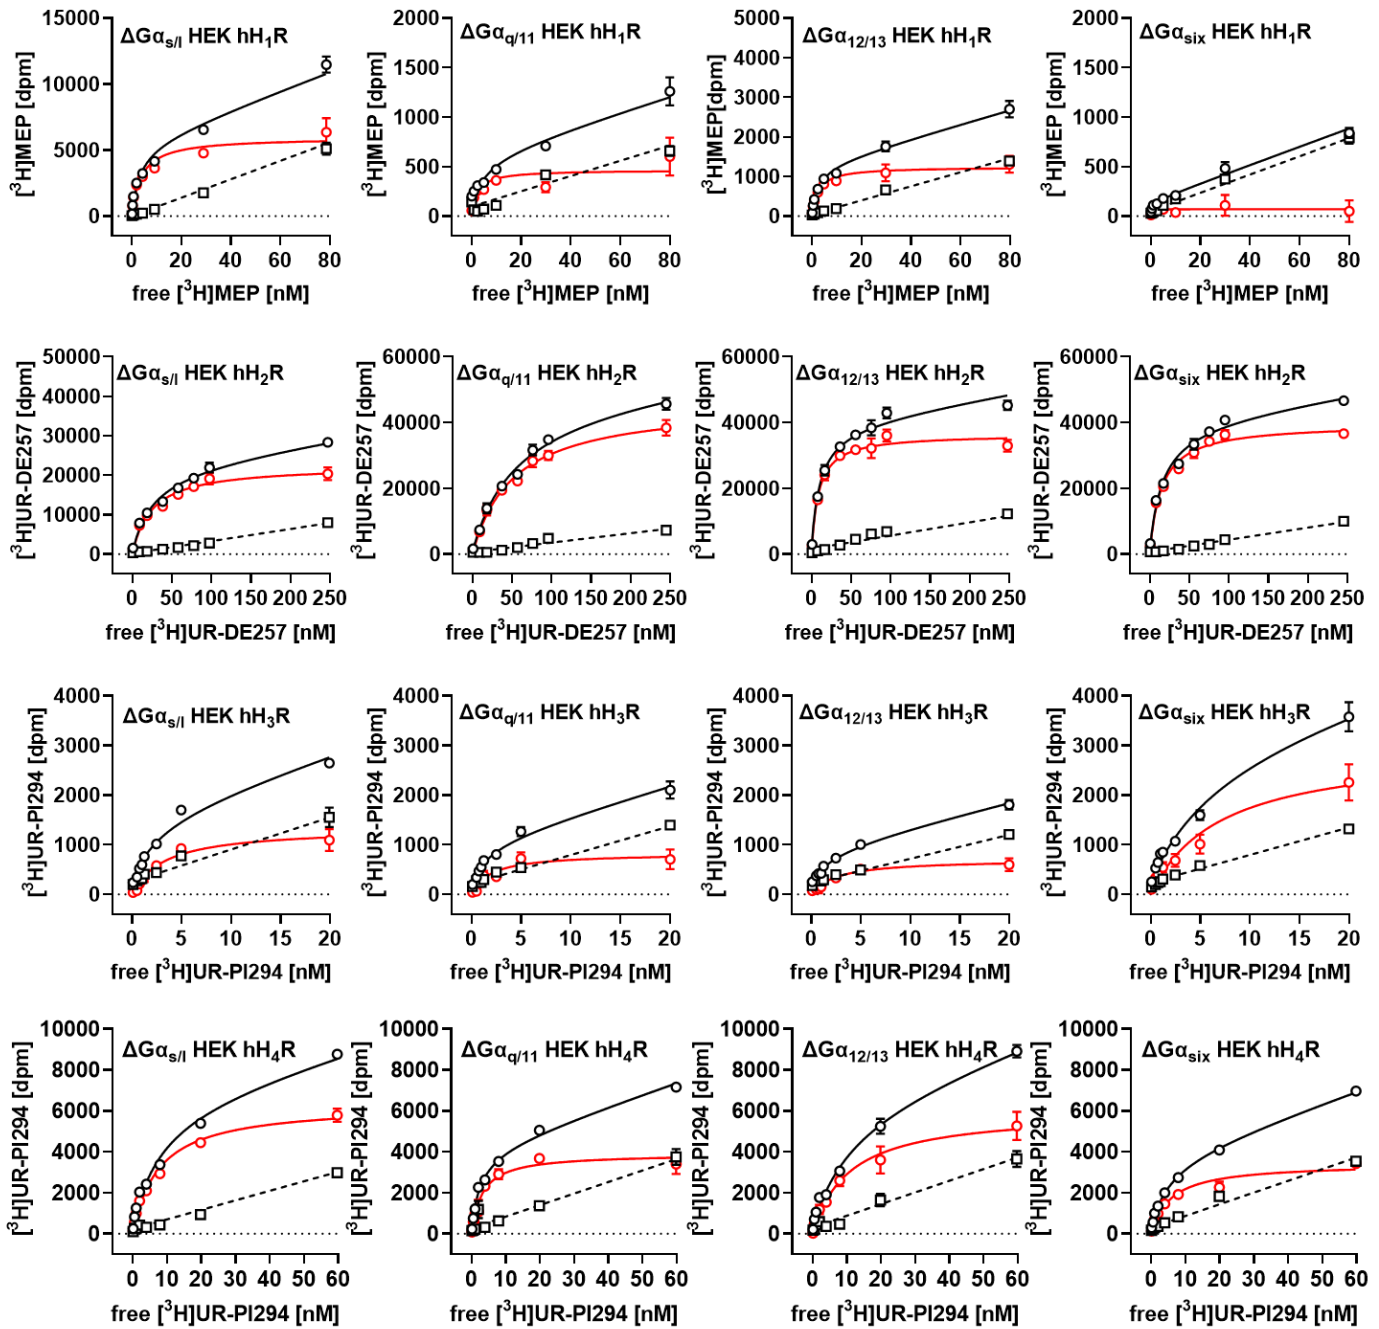 ΔGαs/I HEK hH1R
[3H]MEP [dpm]
15000
10000
5000
0
0 20 40 60 80
free [3H]MEP [nM]
ΔGαq/11 HEK hH1R
[3H]MEP [dpm]
2000
1500
1000
500
0
0 20 40 60 80
free [3H]MEP [nM]
ΔGα12/13 HEK hH1R
[3H]MEP[dpm]
5000
4000
3000
2000
1000
0
0 20 40 60 80
free [3H]MEP [nM]
ΔGαsix HEK hH1R
[3H]MEP [dpm]
2000
1500
1000
500
0
0 20 40 60 80
free [3H]MEP [nM]
ΔGαs/I HEK hH2R
[3H]UR-DE257 [dpm]
50000
40000
30000
20000
10000
0
0 50 100 150 200 250
free [3H]UR-DE257 [nM]
ΔGαq/11 HEK hH2R
[3H]UR-DE257 [dpm]
60000
40000
20000
0
0 50 100 150 200 250
free [3H]UR-DE257 [nM]
ΔGα12/13 HEK hH2R
[3H]UR-DE257 [dpm]
60000
40000
20000
0
0 50 100 150 200 250
free [3H]UR-DE257 [nM]
ΔGαsix HEK hH2R
[3H]UR-DE257 [dpm]
60000
40000
20000
0
0 50 100 150 200 250
free [3H]UR-DE257 [nM]
ΔGαs/I HEK hH3R
[3H]UR-PI294 [dpm]
4000
3000
2000
1000
0
0 5 10 15 20
free [3H]UR-PI294 [nM]
ΔGαq/11 HEK hH3R
[3H]UR-PI294 [dpm]
4000
3000
2000
1000
0
0 5 10 15 20
free [3H]UR-PI294 [nM]
ΔGα12/13 HEK hH3R
[3H]UR-PI294 [dpm]
4000
3000
2000
1000
0
0 5 10 15 20
free [3H]UR-PI294 [nM]
ΔGαsix HEK hH3R
[3H]UR-PI294 [dpm]
4000
3000
2000
1000
0
0 5 10 15 20
free [3H]UR-PI294 [nM]
ΔGαs/I HEK hH4R
[3H]UR-PI294 [dpm]
10000
8000
6000
4000
2000
0
0 10 20 30 40 50 60
free [3H]UR-PI294 [nM]
ΔGαq/11 HEK hH4R
[3H]UR-PI294 [dpm]
10000
8000
6000
4000
2000
0
0 10 20 30 40 50 60
free [3H]UR-PI294 [nM]
ΔGα12/13 HEK hH4R
[3H]UR-PI294 [dpm]
10000
8000
6000
4000
2000
0
0 10 20 30 40 50 60
free [3H]UR-PI294 [nM]
ΔGαsix HEK hH4R
[3H]UR-PI294 [dpm]
10000
8000
6000
4000
2000
0
0 10 20 30 40 50 60
free [3H]UR-PI294 [nM]